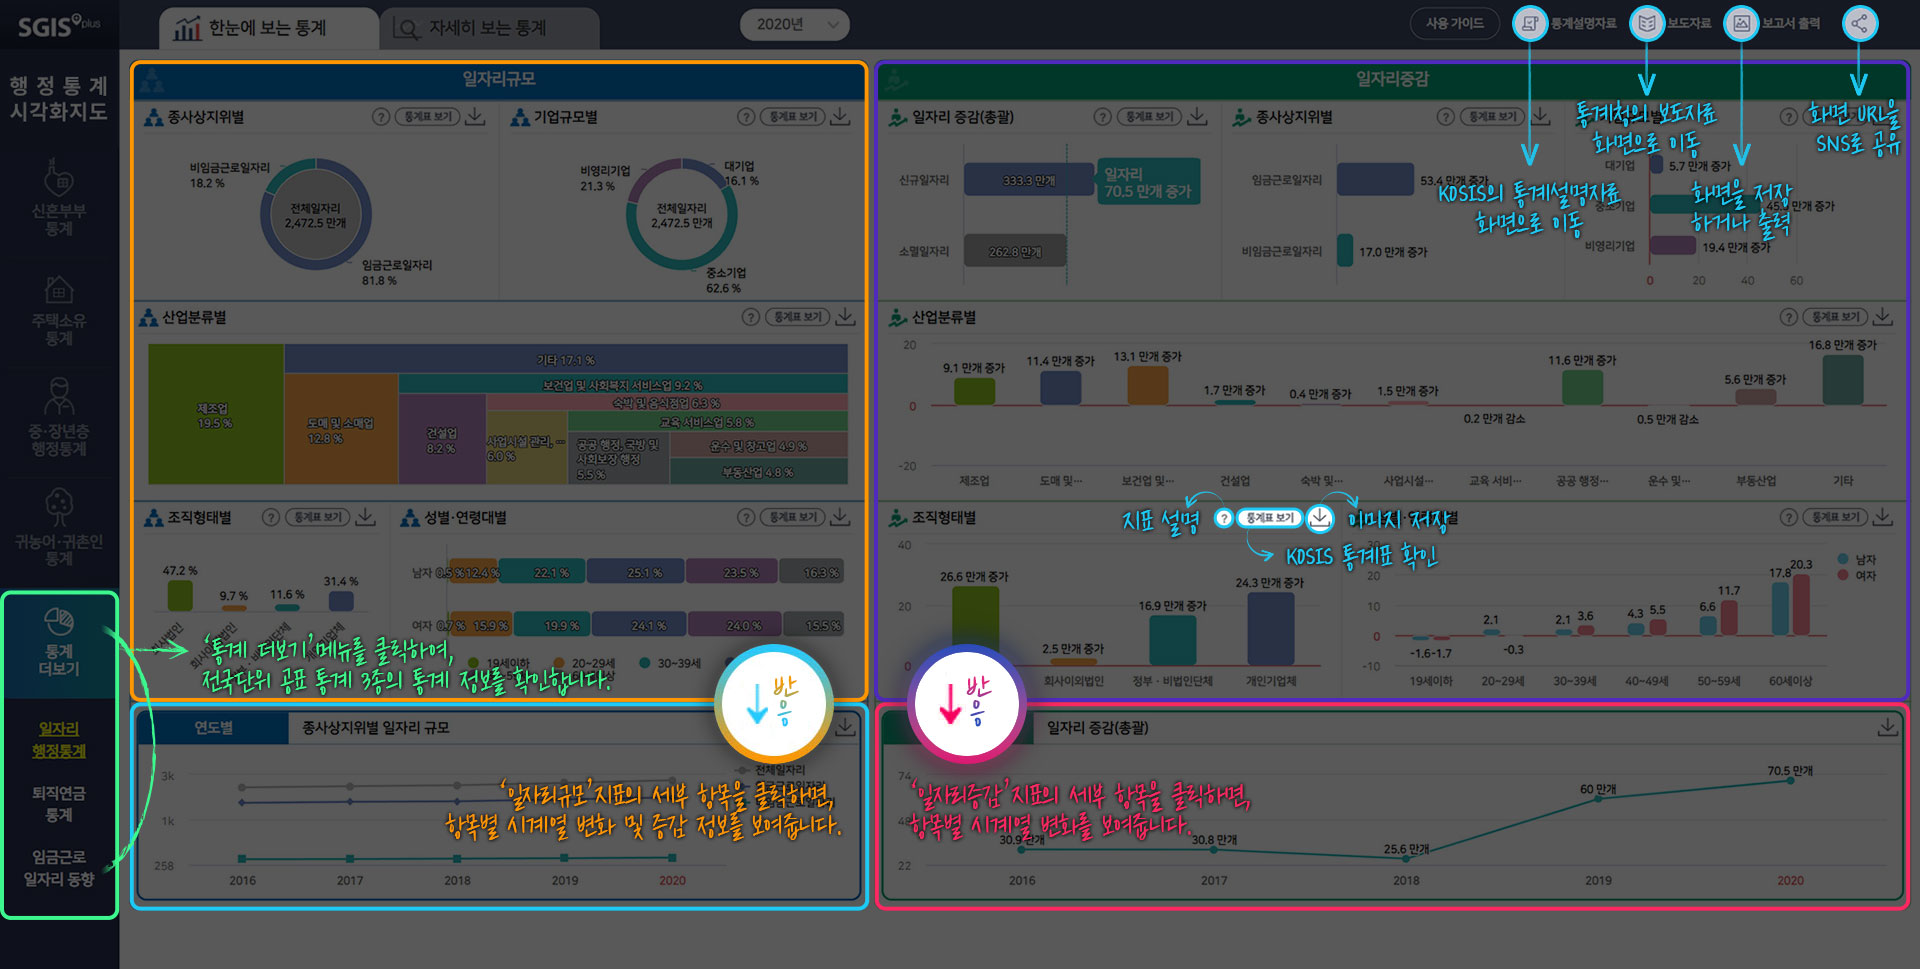 SGIS plus
한눈에 보는 통계
자세히 보는 통계
2020년
사용 가이드
통계설명자료
보도자료
보고서 출력
행정통계
시각화지도
신혼부부
통계
주택소유
통계
중·장년층
행정통계
귀농어·귀촌인
통계
통계
더보기
일자리
행정통계
퇴직연금
통계
임금근로
일자리 동향
일자리규모
종사상지위별
? 통계표 보기
비임금근로일자리
18.2 %
전체일자리
2,472.5 만개
임금근로일자리
81.8 %
기업규모별
? 통계표 보기
비영리기업
21.3 %
대기업
16.1 %
전체일자리
2,472.5 만개
중소기업
62.6 %
산업분류별
? 통계표 보기
제조업
19.5 %
기타 17.1 %
도매 및 소매업
12.8 %
보건업 및 사회복지 서비스업 9.2 %
건설업
8.2 %
숙박 및 음식점업 6.3 %
사업시설 관리, ···
6.0 %
교육 서비스업 5.8 %
공공 행정, 국방 및
사회보장 행정
5.5 %
운수 및 창고업 4.9 %
부동산업 4.8 %
조직형태별
? 통계표 보기
47.2 %
9.7 %
11.6 %
31.4 %
성별·연령대별
? 통계표 보기
남자 0.5 % 12.4 % 22.1 % 25.1 % 23.5 % 16.3 %
여자 0.7 % 15.9 % 19.9 % 24.1 % 24.0 % 15.5 %
19세이하
20~29세
30~39세
‘통계 더보기’ 메뉴를 클릭하여,
전국단위 공표 통계 3종의 통계 정보를 확인합니다.
반응
연도별
종사상지위별 일자리 규모
3k
1k
258
2016 2017 2018 2019 2020
전체일자리
‘일자리규모’지표의 세부 항목을 클릭하면,
항목별 시계열 변화 및 증감 정보를 보여줍니다.
일자리증감
일자리 증감(총괄)
? 통계표 보기
신규일자리
333.3 만개
일자리
70.5 만개 증가
소멸일자리
262.8 만개
종사상지위별
? 통계표 보기
임금근로일자리
53.4 만개 증가
비임금근로일자리
17.0 만개 증가
대기업
5.7 만개 증가
비영리기업
19.4 만개 증가
0 20 40 60
KOSIS의 통계설명자료
화면으로 이동
통계청의 보도자료
화면으로 이동
화면을 저장
하거나 출력
화면 URL을
SNS로 공유
산업분류별
? 통계표 보기
20
0
-20
9.1 만개 증가
11.4 만개 증가
13.1 만개 증가
1.7 만개 증가
0.4 만개 증가
1.5 만개 증가
0.2 만개 감소
11.6 만개 증가
0.5 만개 감소
5.6 만개 증가
16.8 만개 증가
제조업 도매 및··· 보건업 및··· 건설업 숙박 및··· 사업시설··· 교육 서비··· 공공 행정··· 운수 및··· 부동산업 기타
조직형태별
지표 설명
? 통계표 보기
이미지 저장
KOSIS 통계표 확인
? 통계표 보기
40
20
0
26.6 만개 증가
2.5 만개 증가
16.9 만개 증가
24.3 만개 증가
회사이외법인 정부·비법인단체 개인기업체
20
10
0
-10
-1.6 -1.7
2.1 -0.3
2.1 3.6
4.3 5.5
6.6 11.7
17.8 20.3
남자
여자
19세이하 20~29세 30~39세 40~49세 50~59세 60세이상
반응
일자리 증감(총괄)
74
48
22
30.9 만개
30.8 만개
25.6 만개
60 만개
70.5 만개
2016 2017 2018 2019 2020
‘일자리증감’지표의 세부 항목을 클릭하면,
항목별 시계열 변화를 보여줍니다.